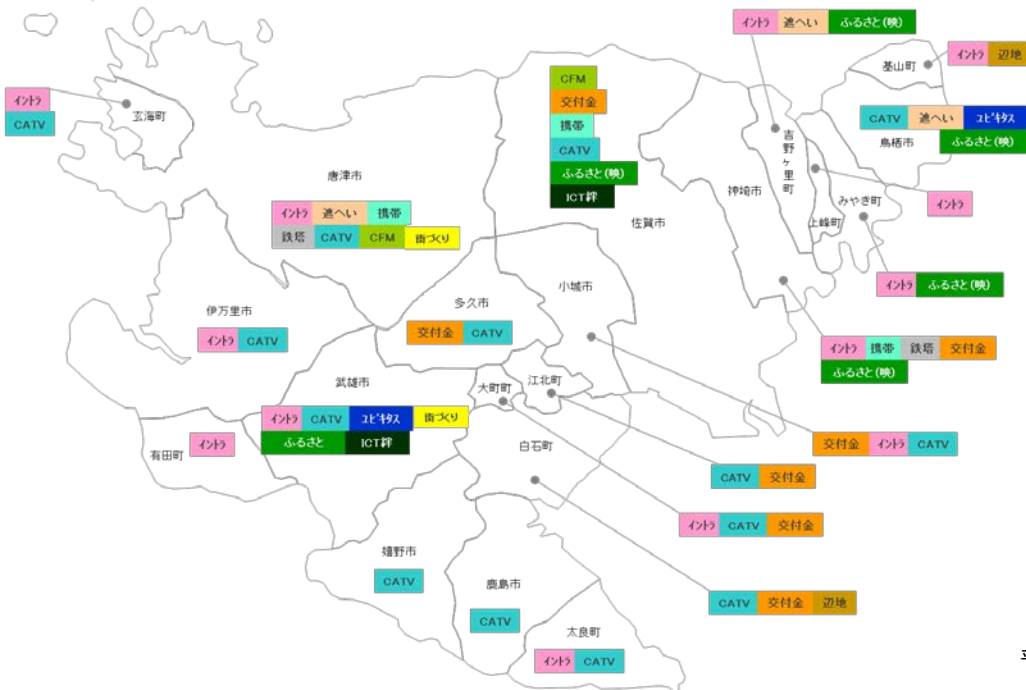 イントラ 遮へい ふるさと(映)
イントラ 辺地
基山町
イントラ
CATV
玄海町
CFM
交付金
携帯
CATV
ふるさと(映)
ICT絆
CATV 遮へい ユビキタス
ふるさと(映)
鳥栖市
吉野ヶ里町
唐津市
神埼市
佐賀市
上峰町
みやき町
イントラ
イントラ 遮へい 携帯
鉄塔 CATV CFM 街づくり
イントラ ふるさと(映)
小城市
多久市
伊万里市
交付金 CATV
イントラ CATV
イントラ 携帯 鉄塔 交付金
ふるさと(映)
武雄市
大町町
江北町
イントラ CATV ユビキタス 街づくり
ふるさと ICT絆
有田町
イントラ
白石町
交付金 イントラ CATV
CATV 交付金
イントラ CATV 交付金
嬉野市
CATV
鹿島市
CATV
CATV 交付金 辺地
太良町
イントラ CATV